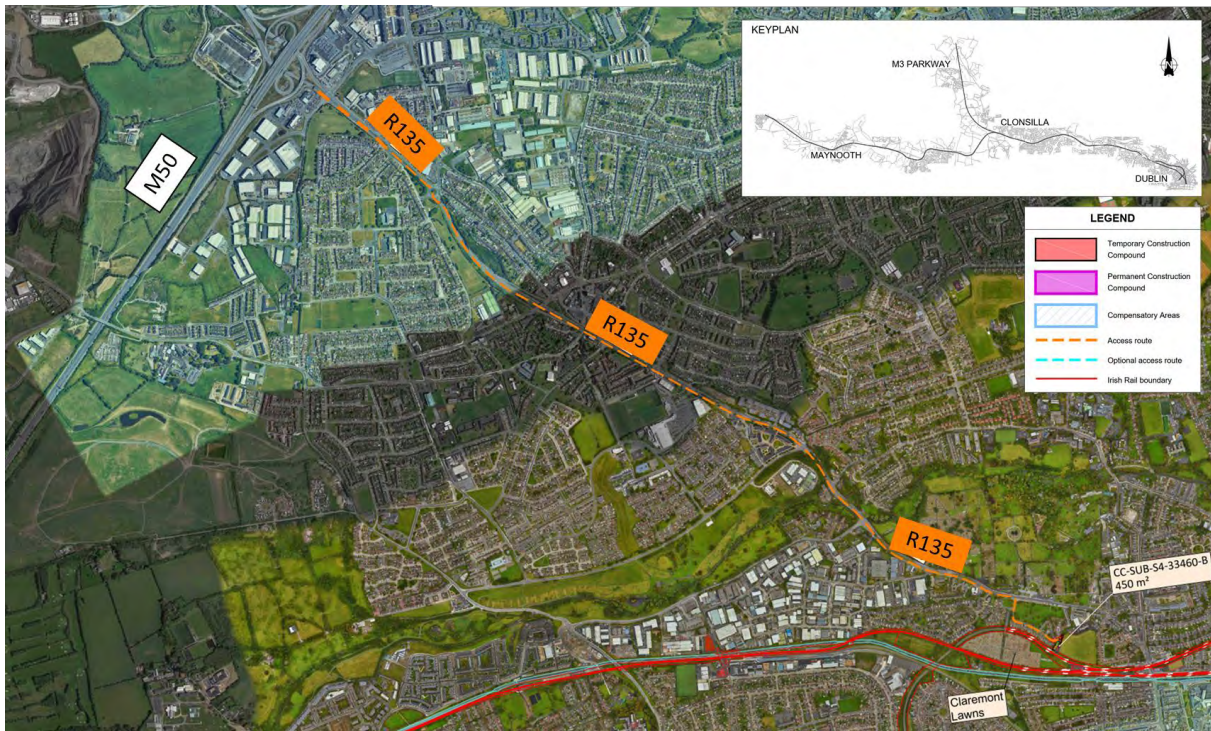 KEYPLAN
M3 PARKWAY
N
CLONSILLA
MAYNOOTH
DUBLIN
R135
M50
LEGEND
Temporary Construction
Compound
Permanent Construction
Compound
Compensatory Areas
Access route
Optional access route
Irish Rail boundary
R135
R135
CC-SUB-S4-33460-B
450 m²
Claremont
Lawns